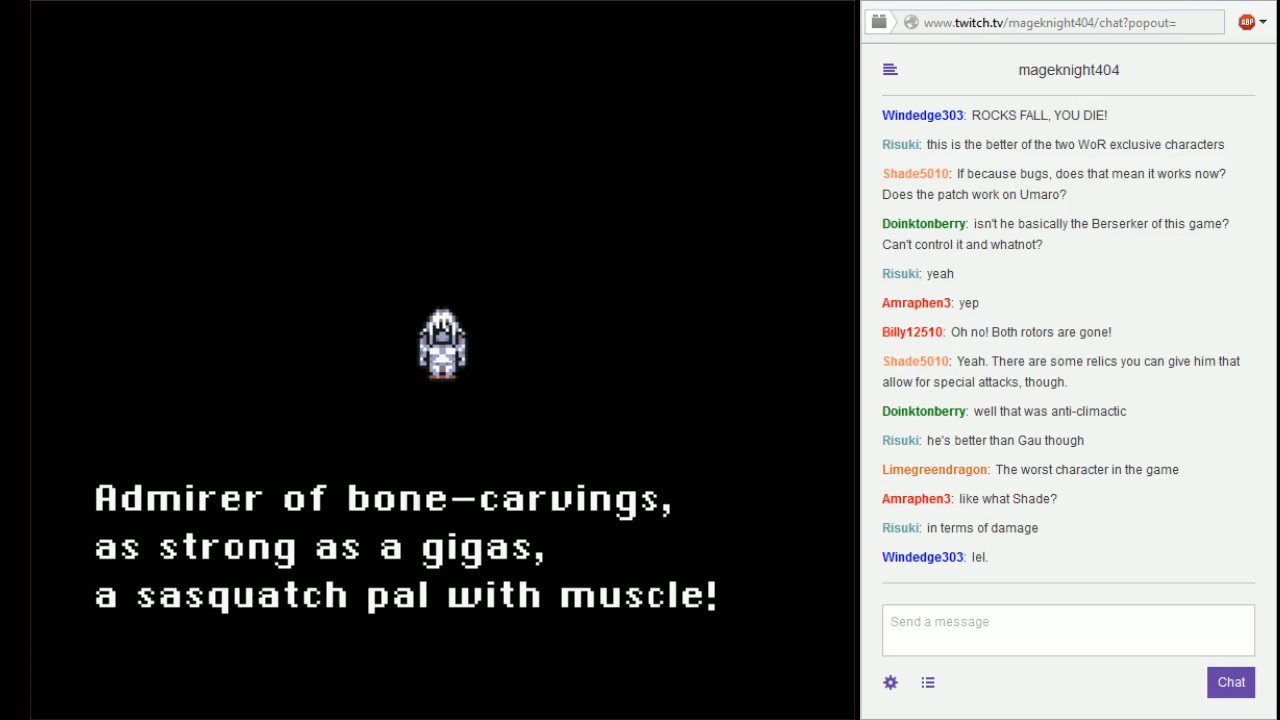 Admirer of bone-carvings,
as strong as a gigas,
a sasquatch pal with muscle!
www.twitch.tv/mageknight404/chat?popout=
ABP
mageknight404
Windedge303: ROCKS FALL, YOU DIE!
Risuki: this is the better of the two WoR exclusive characters
Shade5010: If because bugs, does that mean it works now?
Does the patch work on Umaro?
Doinktonberry: isn't he basically the Berserker of this game?
Can't control it and whatnot?
Risuki: yeah
Amraphen3: yep
Billy12510: Oh no! Both rotors are gone!
Shade5010: Yeah. There are some relics you can give him that
allow for special attacks, though.
Doinktonberry: well that was anti-climactic
Risuki: he's better than Gau though
Limegreendragon: The worst character in the game
Amraphen3: like what Shade?
Risuki: in terms of damage
Windedge303: lel.
Send a message
Chat